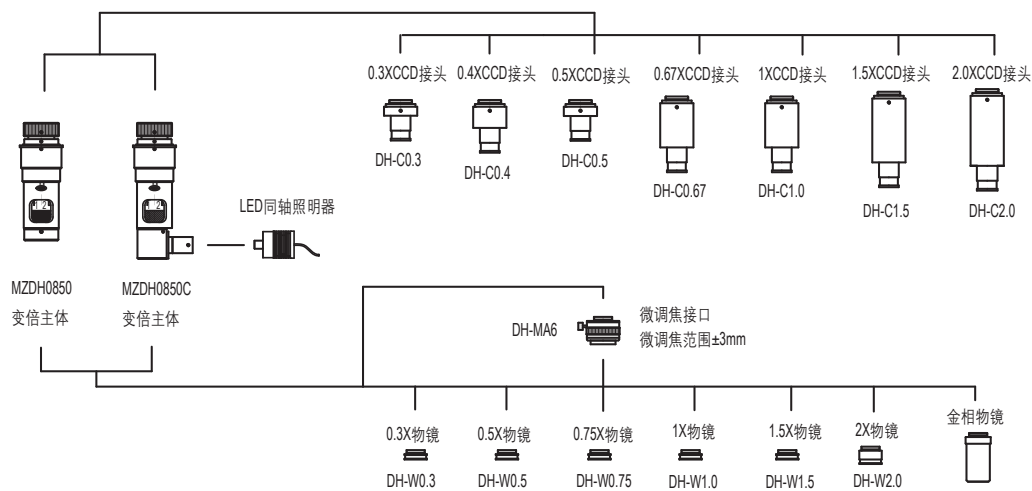 0.3XCCD接头
0.4XCCD接头
0.5XCCD接头
0.67XCCD接头
1XCCD接头
1.5XCCD接头
2.0XCCD接头
DH-C0.3
DH-C0.4
DH-C0.5
DH-C0.67
DH-C1.0
DH-C1.5
DH-C2.0
1 2
1 2
LED同轴照明器
MZDH0850
变倍主体
MZDH0850C
变倍主体
DH-MA6
微调焦接口
微调焦范围±3mm
0.3X物镜
0.5X物镜
0.75X物镜
1X物镜
1.5X物镜
2X物镜
金相物镜
DH-W0.3
DH-W0.5
DH-W0.75
DH-W1.0
DH-W1.5
DH-W2.0